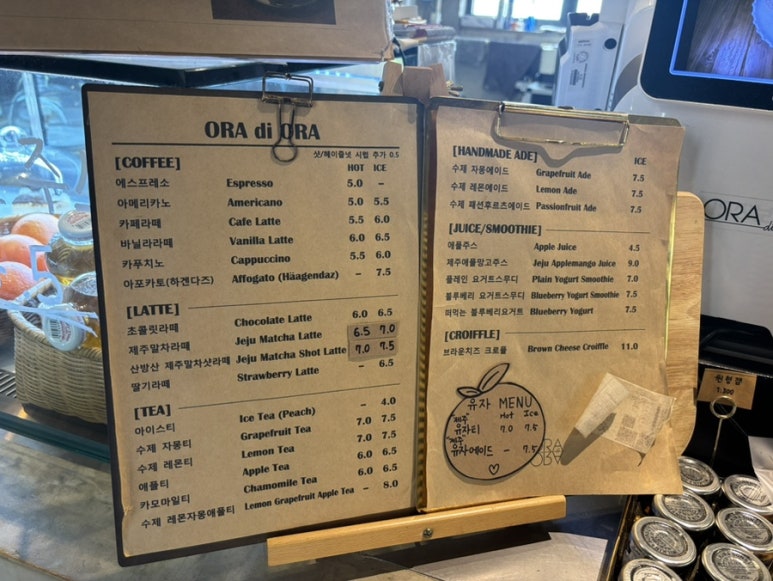 ORA di ORA
샷/헤이즐넛 시럽 추가 0.5
[COFFEE] HOT ICE
에스프레소 Espresso 5.0 –
아메리카노 Americano 5.0 5.5
카페라떼 Cafe Latte 5.5 6.0
바닐라라떼 Vanilla Latte 6.0 6.5
카푸치노 Cappuccino 5.5 6.0
아포카토(하겐다즈) Affogato (Häagendaz) – 7.5
[LATTE]
초콜릿라떼 Chocolate Latte 6.0 6.5
제주말차라떼 Jeju Matcha Latte 6.5 7.0
산방산 제주말차샷라떼 Jeju Matcha Shot Latte 7.0 7.5
딸기라떼 Strawberry Latte – 6.5
[TEA]
아이스티 Ice Tea (Peach) – 4.0
수제 자몽티 Grapefruit Tea 7.0 7.5
수제 레몬티 Lemon Tea 7.0 7.5
애플티 Apple Tea 6.0 6.5
카모마일티 Chamomile Tea 6.0 6.5
수제 레몬자몽애플티 Lemon Grapefruit Apple Tea – 8.0
[HANDMADE ADE] ICE
수제 자몽에이드 Grapefruit Ade 7.5
수제 레몬에이드 Lemon Ade 7.5
수제 패션후르츠에이드 Passionfruit Ade 7.5
[JUICE/SMOOTHIE]
애플주스 Apple Juice 4.5
제주애플망고주스 Jeju Applemango Juice 9.0
플레인 요거트스무디 Plain Yogurt Smoothie 7.0
블루베리 요거트스무디 Blueberry Yogurt Smoothie 7.5
떠먹는 블루베리요거트 Blueberry Yogurt 7.5
[CROIFFLE]
브라운치즈 크로플 Brown Cheese Croiffle 11.0
유자 MENU
Hot Ice
제주 유자티 7.0 7.5
제주 유자에이드 – 7.5
ORA
ORA
1,200